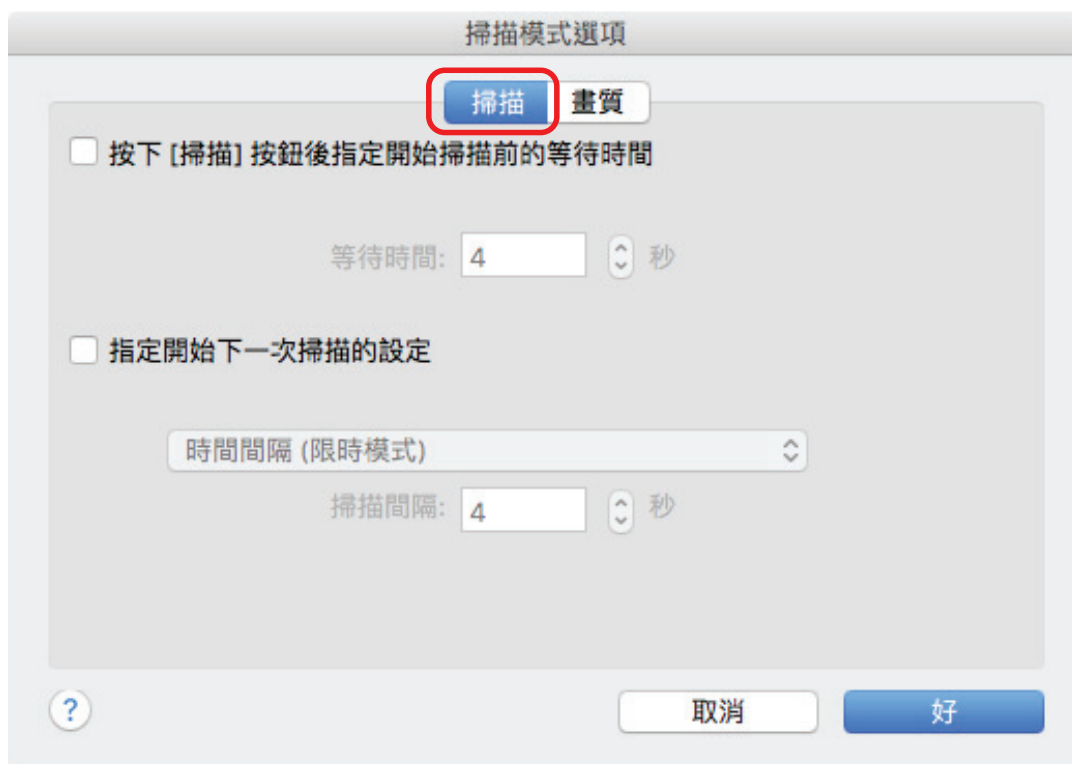 掃描模式選項
掃描 畫質
按下 [掃描] 按鈕後指定開始掃描前的等待時間
等待時間: 4 秒
指定開始下一次掃描的設定
時間間隔 (限時模式)
掃描間隔: 4 秒
? 取消 好